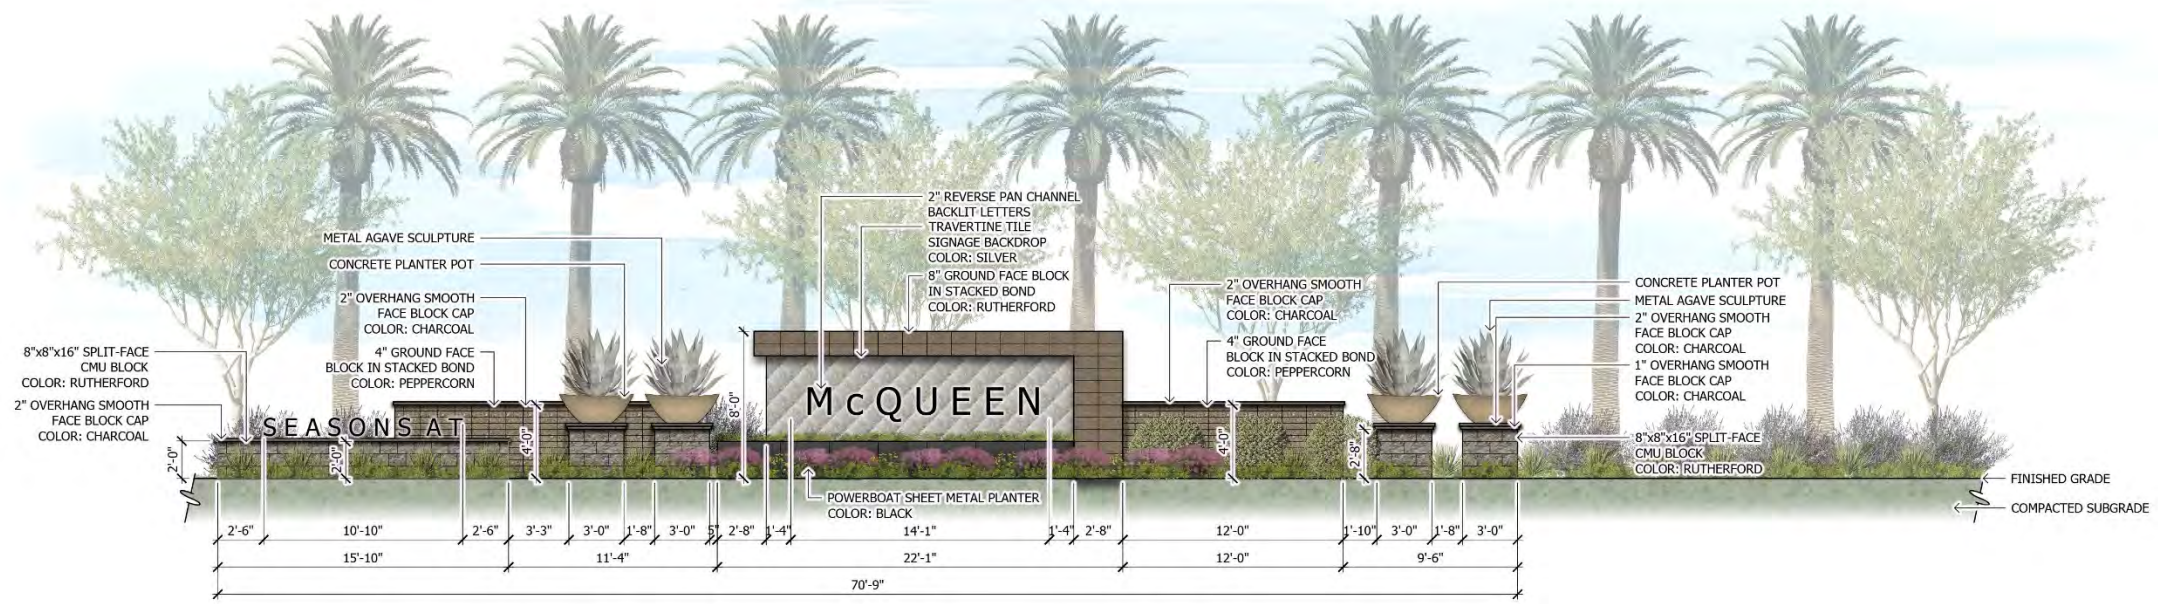 METAL AGAVE SCULPTURE
CONCRETE PLANTER POT
2" OVERHANG SMOOTH
FACE BLOCK CAP
COLOR: CHARCOAL
4" GROUND FACE
BLOCK IN STACKED BOND
COLOR: PEPPERCORN
8"x8"x16" SPLIT-FACE
CMU BLOCK
COLOR: RUTHERFORD
2" OVERHANG SMOOTH
FACE BLOCK CAP
COLOR: CHARCOAL
2" REVERSE PAN CHANNEL
BACKLIT LETTERS
TRAVERTINE TILE
SIGNAGE BACKDROP
COLOR: SILVER
8" GROUND FACE BLOCK
IN STACKED BOND
COLOR: RUTHERFORD
2" OVERHANG SMOOTH
FACE BLOCK CAP
COLOR: CHARCOAL
4" GROUND FACE
BLOCK IN STACKED BOND
COLOR: PEPPERCORN
CONCRETE PLANTER POT
METAL AGAVE SCULPTURE
2" OVERHANG SMOOTH
FACE BLOCK CAP
COLOR: CHARCOAL
1" OVERHANG SMOOTH
FACE BLOCK CAP
COLOR: CHARCOAL
8"x8"x16" SPLIT-FACE
CMU BLOCK
COLOR: RUTHERFORD
SEASONS AT
McQUEEN
2'-0"
2'-0"
4'-0"
8'-0"
4'-0"
2'-8"
POWERBOAT SHEET METAL PLANTER
COLOR: BLACK
FINISHED GRADE
COMPACTED SUBGRADE
2'-6" 10'-10" 2'-6" 3'-3" 3'-0" 1'-8" 3'-0" 5" 2'-8" 1'-4" 14'-1" 1'-4" 2'-8" 12'-0" 1'-10" 3'-0" 1'-8" 3'-0"
15'-10" 11'-4" 22'-1" 12'-0" 9'-6"
70'-9"